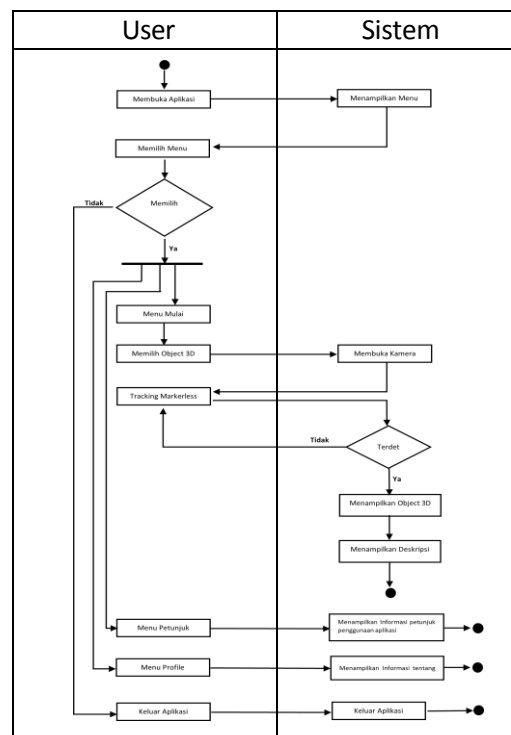 User
Sistem
Membuka Aplikasi
Menampilkan Menu
Memilih Menu
Memilih
Tidak
Ya
Menu Mulai
Memilih Object 3D
Membuka Kamera
Tracking Markerless
Tidak
Terdet
Ya
Menampilkan Object 3D
Menampilkan Deskripsi
Menu Petunjuk
Menampilkan Informasi petunjuk
penggunaan aplikasi
Menu Profile
Menampilkan Informasi tentang
Keluar Aplikasi
Keluar Aplikasi